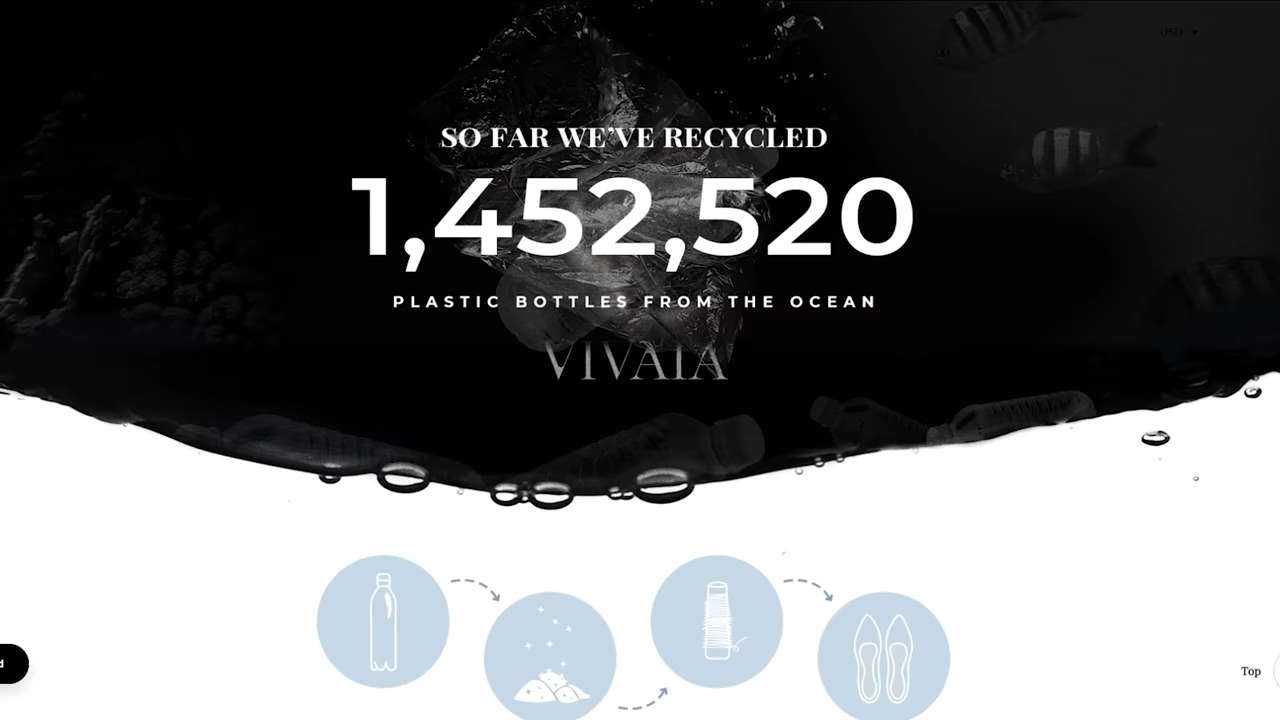 USD
SO FAR WE'VE RECYCLED
1,452,520
PLASTIC BOTTLES FROM THE OCEAN
VIVAIA
d
Top